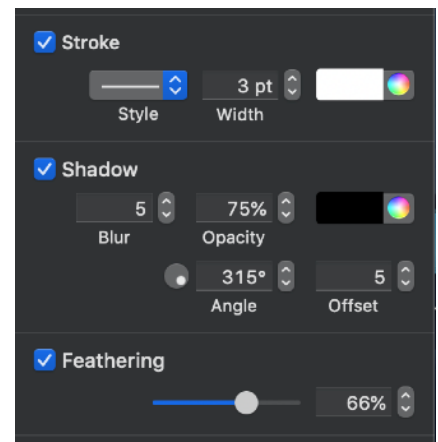 Stroke
3 pt
Style Width
Shadow
5 75%
Blur Opacity
315° 5
Angle Offset
Feathering
66%